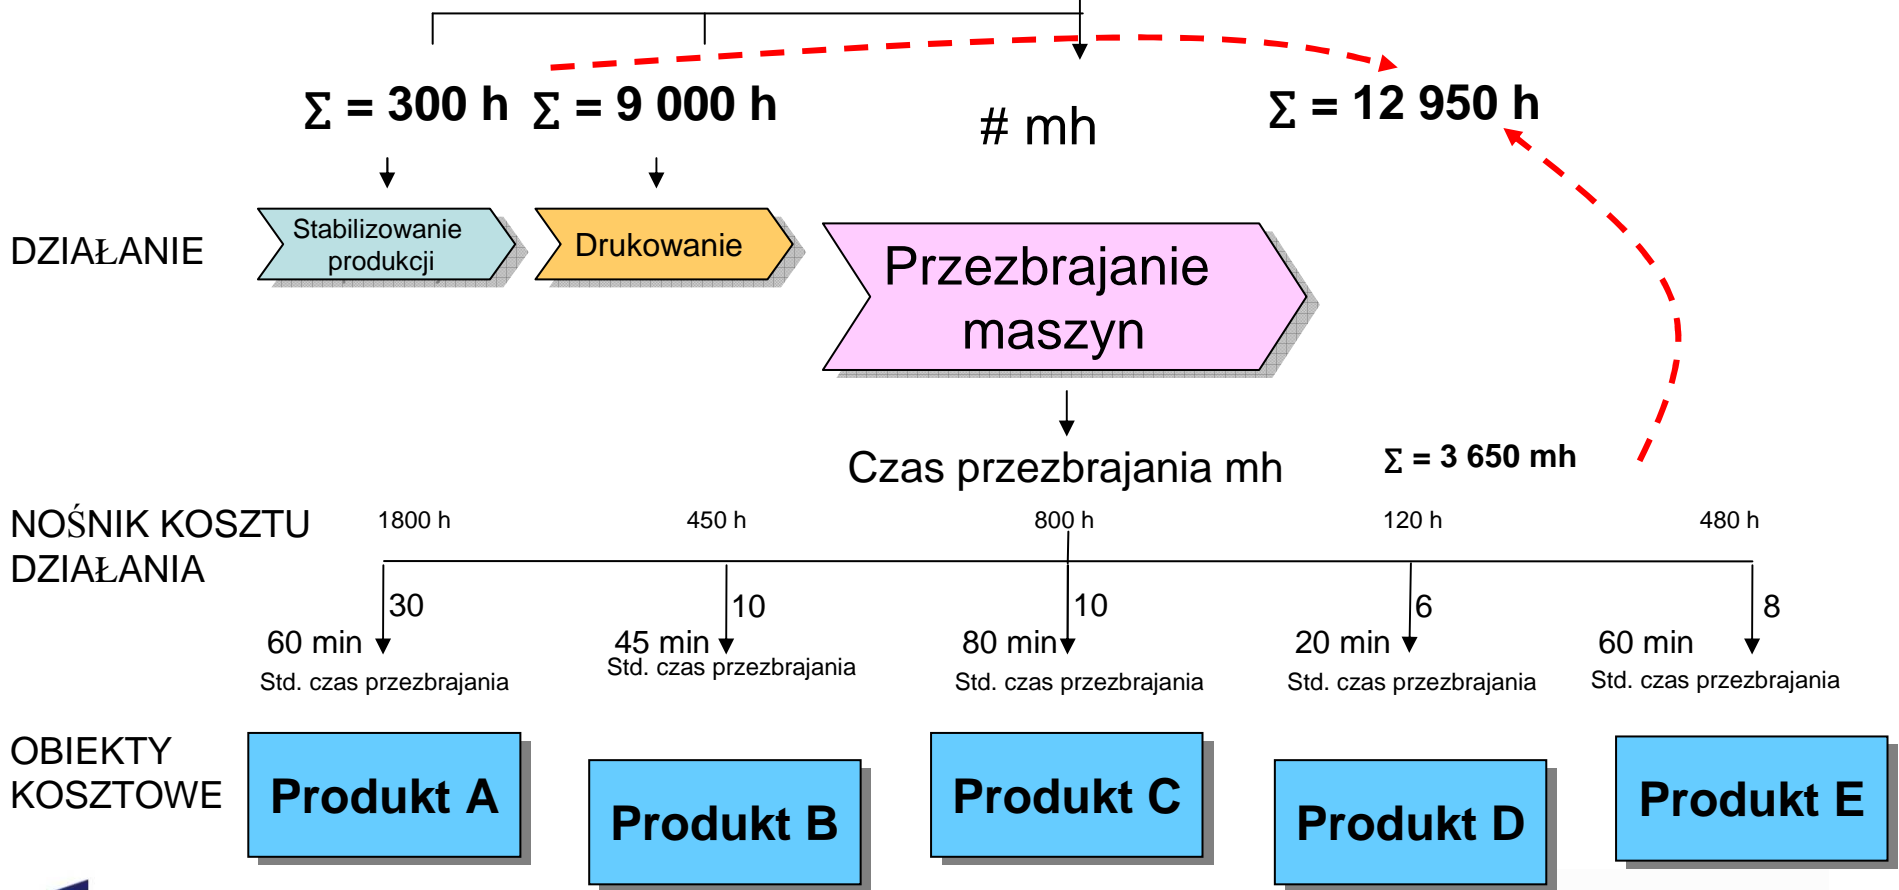 ∑ = 300 h ∑ = 9 000 h # mh ∑ = 12 950 h
DZIAŁANIE
Stabilizowanie
produkcji
Drukowanie
Przezbrajanie
maszyn
Czas przezbrajania mh ∑ = 3 650 mh
NOŚNIK KOSZTU
DZIAŁANIA
1800 h 450 h 800 h 120 h 480 h
30 10 10 6 8
60 min 45 min 80 min 20 min 60 min
Std. czas przezbrajania Std. czas przezbrajania Std. czas przezbrajania Std. czas przezbrajania Std. czas przezbrajania
OBIEKTY
KOSZTOWE
Produkt A Produkt B Produkt C Produkt D Produkt E